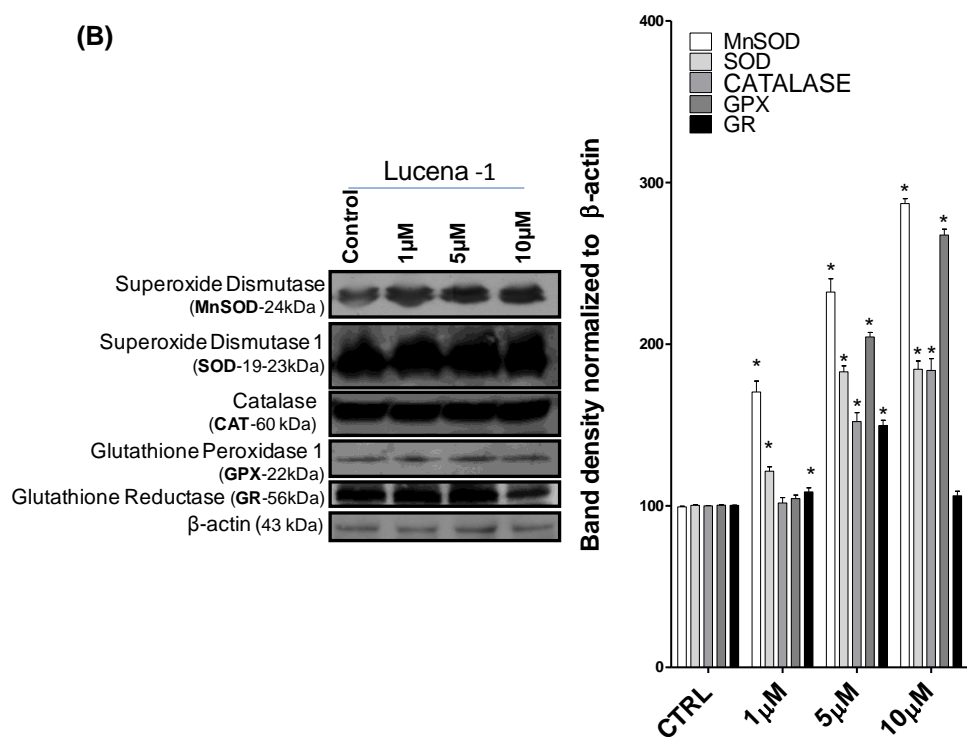 (B)
Lucena -1
Control
1µM
5µM
10µM
Superoxide Dismutase
(MnSOD-24kDa )
Superoxide Dismutase 1
(SOD-19-23kDa)
Catalase
(CAT-60 kDa)
Glutathione Peroxidase 1
(GPX-22kDa)
Glutathione Reductase (GR-56kDa)
β-actin (43 kDa)
Band density normalized to β-actin
400
300
200
100
0
MnSOD
SOD
CATALASE
GPX
GR
* * *
* * * * *
* * * *
CTRL
1µM
5µM
10µM